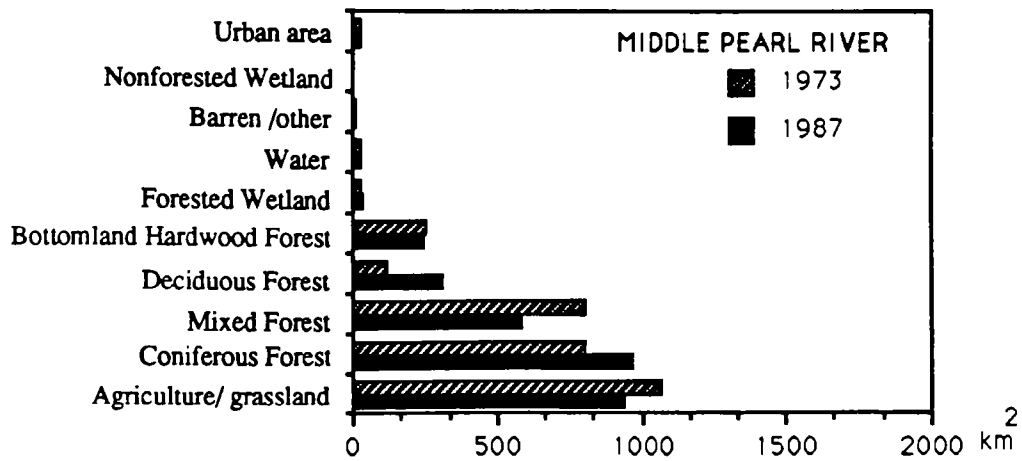 Urban area
Nonforested Wetland
Barren /other
Water
Forested Wetland
Bottomland Hardwood Forest
Deciduous Forest
Mixed Forest
Coniferous Forest
Agriculture/ grassland
MIDDLE PEARL RIVER
1973
1987
0 500 1000 1500 2000 km 2